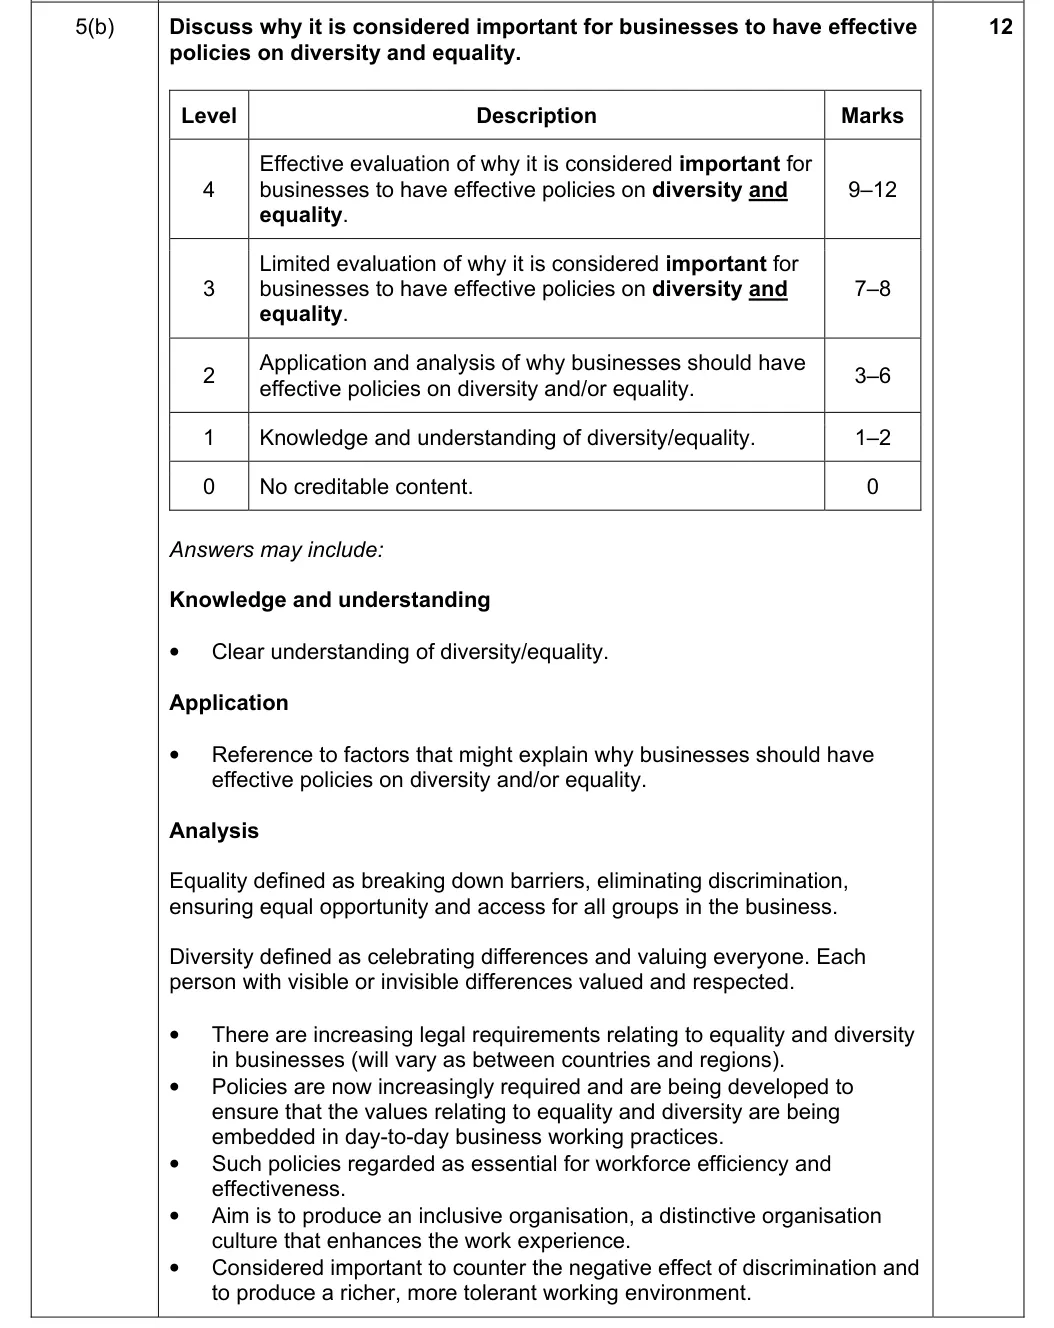 5(b)
Discuss why it is considered important for businesses to have effective
policies on diversity and equality.
12
Level Description Marks
4
Effective evaluation of why it is considered important for
businesses to have effective policies on diversity and
equality.
9–12
3
Limited evaluation of why it is considered important for
businesses to have effective policies on diversity and
equality.
7–8
2
Application and analysis of why businesses should have
effective policies on diversity and/or equality.
3–6
1 Knowledge and understanding of diversity/equality. 1–2
0 No creditable content. 0
Answers may include:
Knowledge and understanding
• Clear understanding of diversity/equality.
Application
• Reference to factors that might explain why businesses should have
effective policies on diversity and/or equality.
Analysis
Equality defined as breaking down barriers, eliminating discrimination,
ensuring equal opportunity and access for all groups in the business.
Diversity defined as celebrating differences and valuing everyone. Each
person with visible or invisible differences valued and respected.
• There are increasing legal requirements relating to equality and diversity
in businesses (will vary as between countries and regions).
• Policies are now increasingly required and are being developed to
ensure that the values relating to equality and diversity are being
embedded in day-to-day business working practices.
• Such policies regarded as essential for workforce efficiency and
effectiveness.
• Aim is to produce an inclusive organisation, a distinctive organisation
culture that enhances the work experience.
• Considered important to counter the negative effect of discrimination and
to produce a richer, more tolerant working environment.